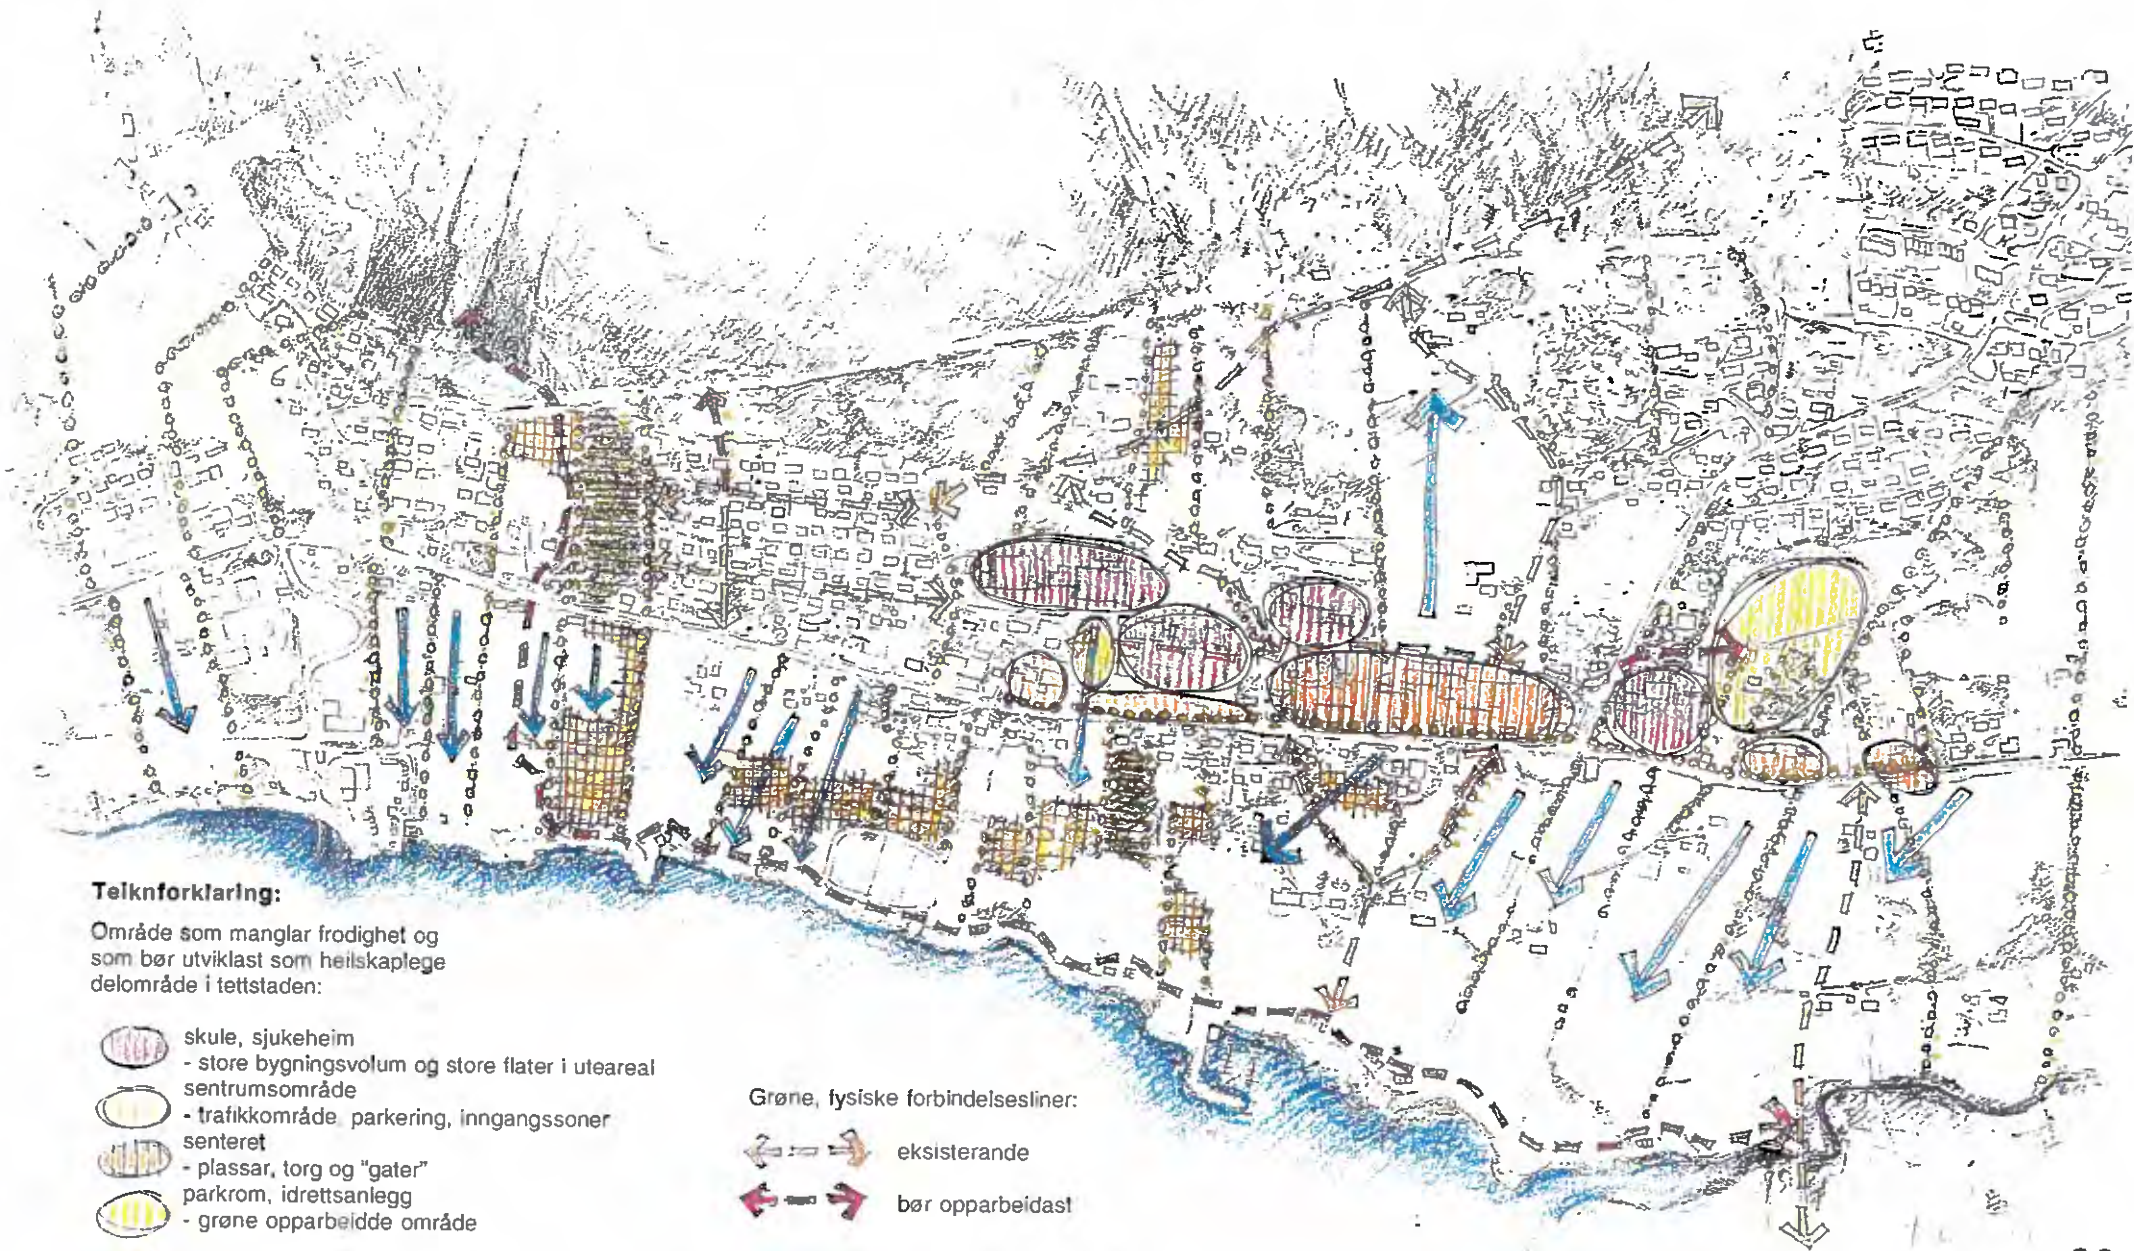 Teiknforklaring:
Område som manglar frodighet og
som bør utviklast som heilskaplege
delområde i tettstaden:
skule, sjukeheim
- store bygningsvolum og store flater i uteareal
sentrumsområde
- trafikkområde, parkering, inngangssoner
senteret
- plassar, torg og "gater"
parkrom, idrettsanlegg
- grøne opparbeidde område
Grøne, fysiske forbindelsesliner:
eksisterande
bør opparbeidast